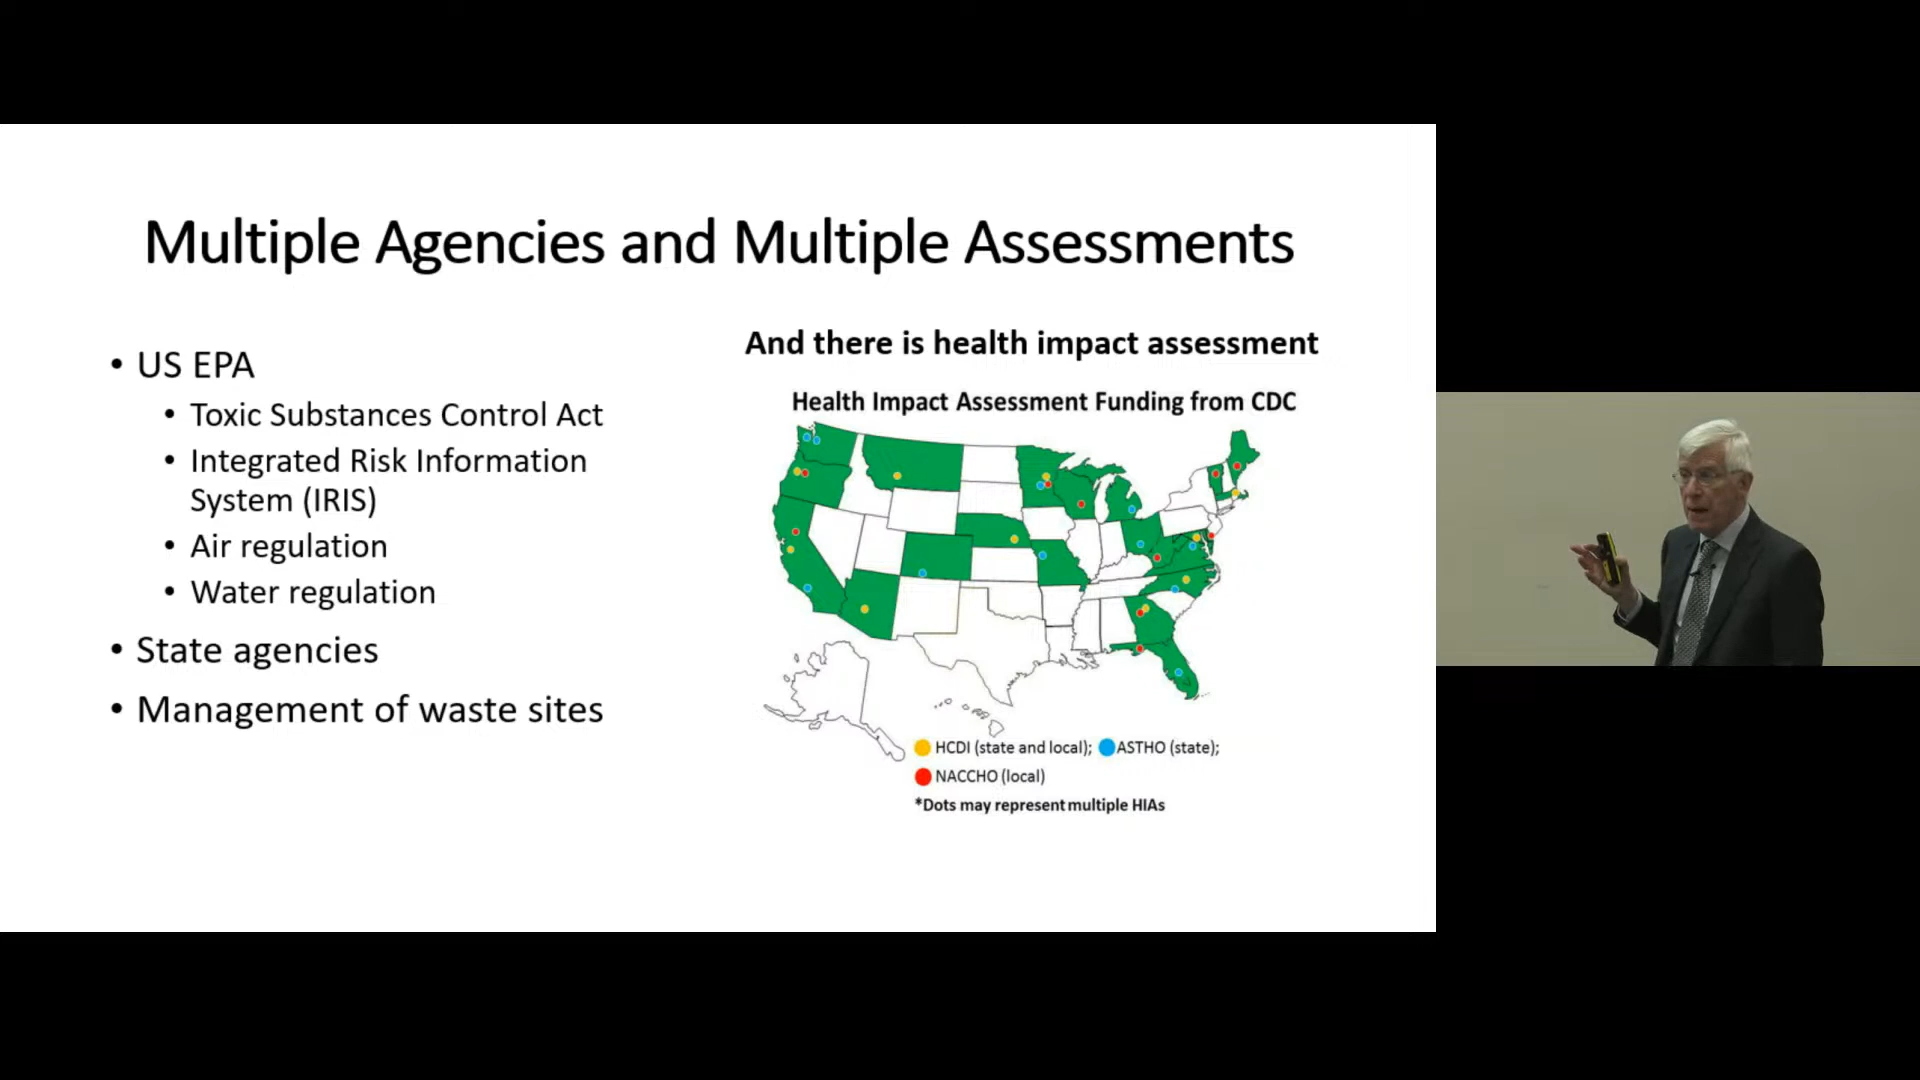 Multiple Agencies and Multiple Assessments
• US EPA
• Toxic Substances Control Act
• Integrated Risk Information
System (IRIS)
• Air regulation
• Water regulation
• State agencies
• Management of waste sites
And there is health impact assessment
Health Impact Assessment Funding from CDC
HCDI (state and local); ASTHO (state);
NACCHO (local)
*Dots may represent multiple HIAs